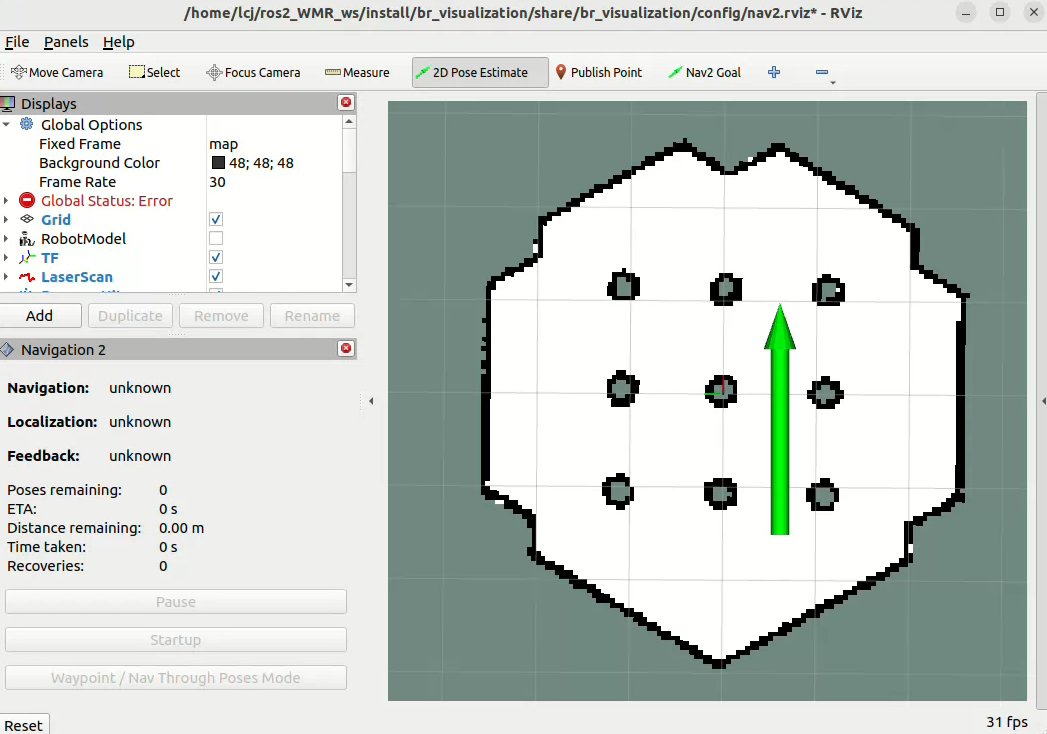 /home/lcj/ros2_WMR_ws/install/br_visualization/share/br_visualization/config/nav2.rviz* - RViz
File Panels Help
Move Camera Select Focus Camera Measure 2D Pose Estimate Publish Point Nav2 Goal
Displays
Global Options
Fixed Frame map
Background Color 48; 48; 48
Frame Rate 30
Global Status: Error
Grid
RobotModel
TF
LaserScan
Add Duplicate Remove Rename
Navigation 2
Navigation: unknown
Localization: unknown
Feedback: unknown
Poses remaining: 0
ETA: 0 s
Distance remaining: 0.00 m
Time taken: 0 s
Recoveries: 0
Pause
Startup
Waypoint / Nav Through Poses Mode
Reset
31 fps